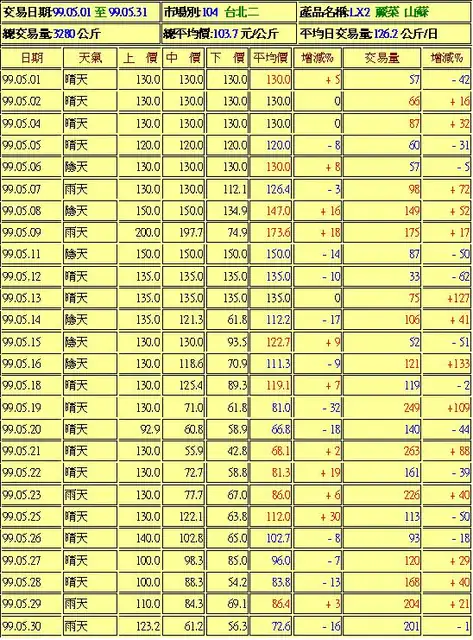 交易日期:99.05.01 至 99.05.31 市場別:104 台北二 產品名稱:LX2 蕨菜 山蘇
總交易量:3280 公斤 總平均價:103.7 元/公斤 平均日交易量:126.2 公斤/日
日期 天氣 上 價 中 價 下 價 平均價 增減% 交易量 增減%
99.05.01 晴天 130.0 130.0 130.0 130.0 + 5 57 - 42
99.05.02 晴天 130.0 130.0 130.0 130.0 0 66 + 16
99.05.04 晴天 130.0 130.0 130.0 130.0 0 87 + 32
99.05.05 晴天 120.0 120.0 120.0 120.0 - 8 60 - 31
99.05.06 陰天 130.0 130.0 130.0 130.0 + 8 57 - 5
99.05.07 雨天 130.0 130.0 112.1 126.4 - 3 98 + 72
99.05.08 陰天 150.0 150.0 134.9 147.0 + 16 149 + 52
99.05.09 雨天 200.0 197.7 74.9 173.6 + 18 175 + 17
99.05.11 陰天 150.0 150.0 150.0 150.0 - 14 87 - 50
99.05.12 晴天 135.0 135.0 135.0 135.0 - 10 33 - 62
99.05.13 晴天 135.0 135.0 135.0 135.0 0 75 +127
99.05.14 陰天 135.0 121.3 61.8 112.2 - 17 106 + 41
99.05.15 陰天 130.0 130.0 93.5 122.7 + 9 52 - 51
99.05.16 陰天 130.0 118.6 70.9 111.3 - 9 121 +133
99.05.18 晴天 130.0 125.4 89.3 119.1 + 7 119 - 2
99.05.19 晴天 130.0 71.0 61.8 81.0 - 32 249 +109
99.05.20 晴天 92.9 60.8 58.9 66.8 - 18 140 - 44
99.05.21 晴天 130.0 55.9 42.8 68.1 + 2 263 + 88
99.05.22 晴天 130.0 72.7 58.8 81.3 + 19 161 - 39
99.05.23 雨天 130.0 77.7 67.0 86.0 + 6 226 + 40
99.05.25 晴天 130.0 122.1 63.8 112.0 + 30 113 - 50
99.05.26 晴天 140.0 102.8 65.0 102.7 - 8 93 - 18
99.05.27 晴天 100.0 98.3 85.0 96.0 - 7 120 + 29
99.05.28 晴天 100.0 88.3 54.2 83.8 - 13 168 + 40
99.05.29 雨天 110.0 84.3 69.1 86.4 + 3 204 + 21
99.05.30 雨天 123.2 61.2 56.3 72.6 - 16 201 - 1